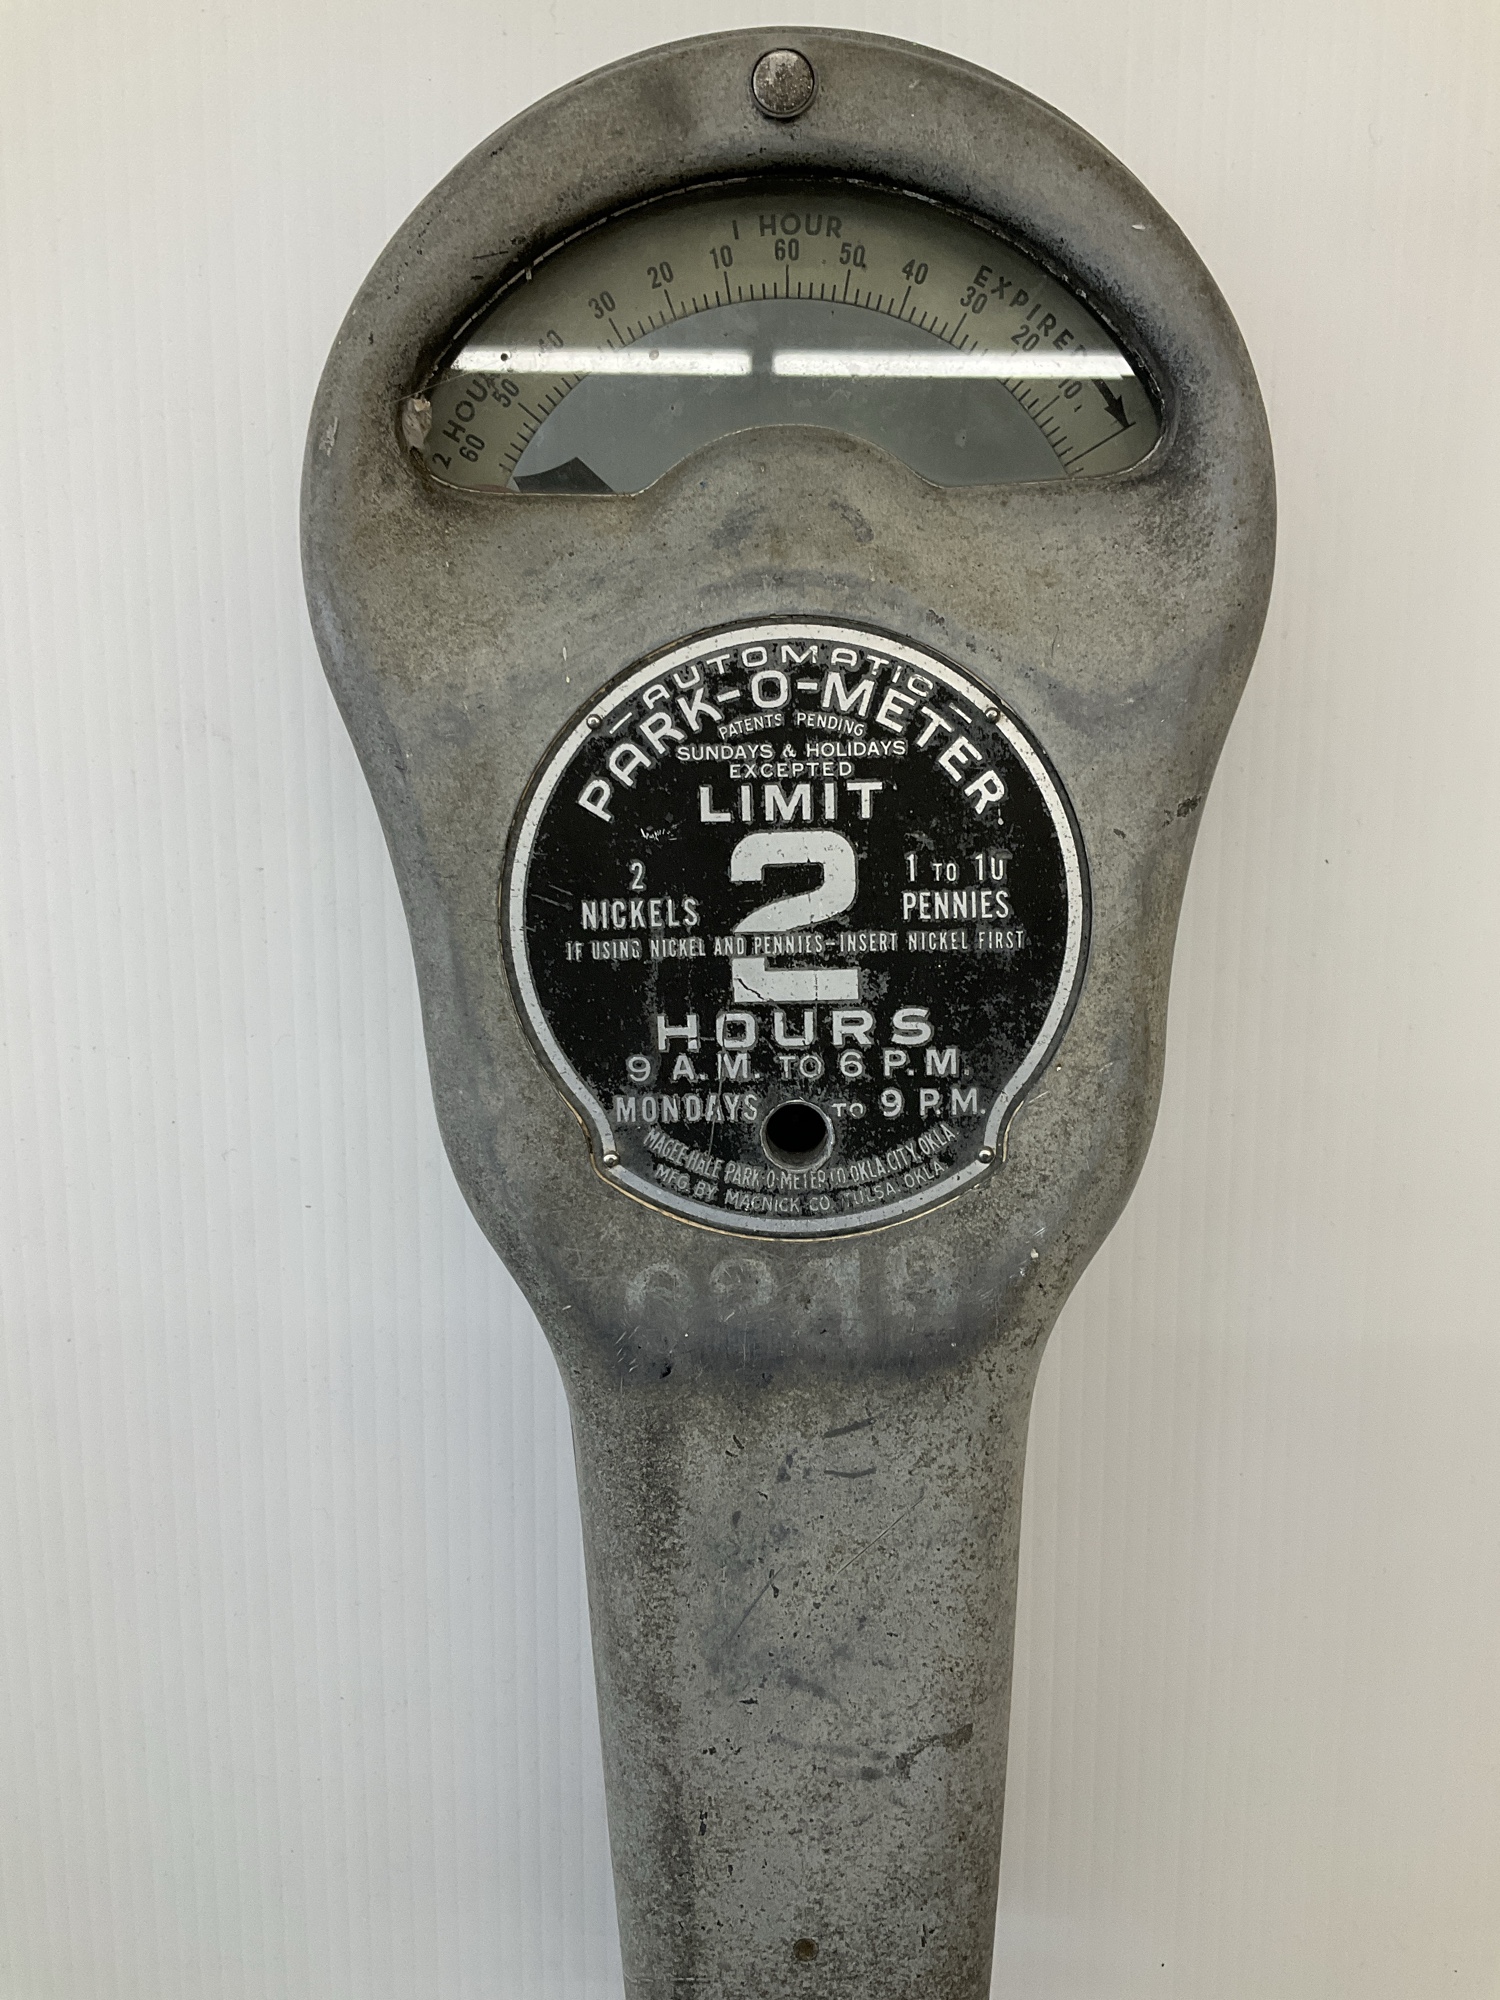 1 HOUR
2 HOUR 60 50 40 30 20 10 60 50 40 30 20 10
EXPIRED
AUTOMATIC
PARK-O-METER
PATENTS PENDING
SUNDAYS & HOLIDAYS
EXCEPTED
LIMIT
2
2 NICKELS
1 TO 10 PENNIES
IF USING NICKEL AND PENNIES-INSERT NICKEL FIRST
HOURS
9 A.M. TO 6 P.M.
MONDAYS TO 9 P.M.
MAGEE-HALE PARK-O-METER CO. OKLA. CITY, OKLA.
MFG. BY MACNICK CO. TULSA, OKLA.